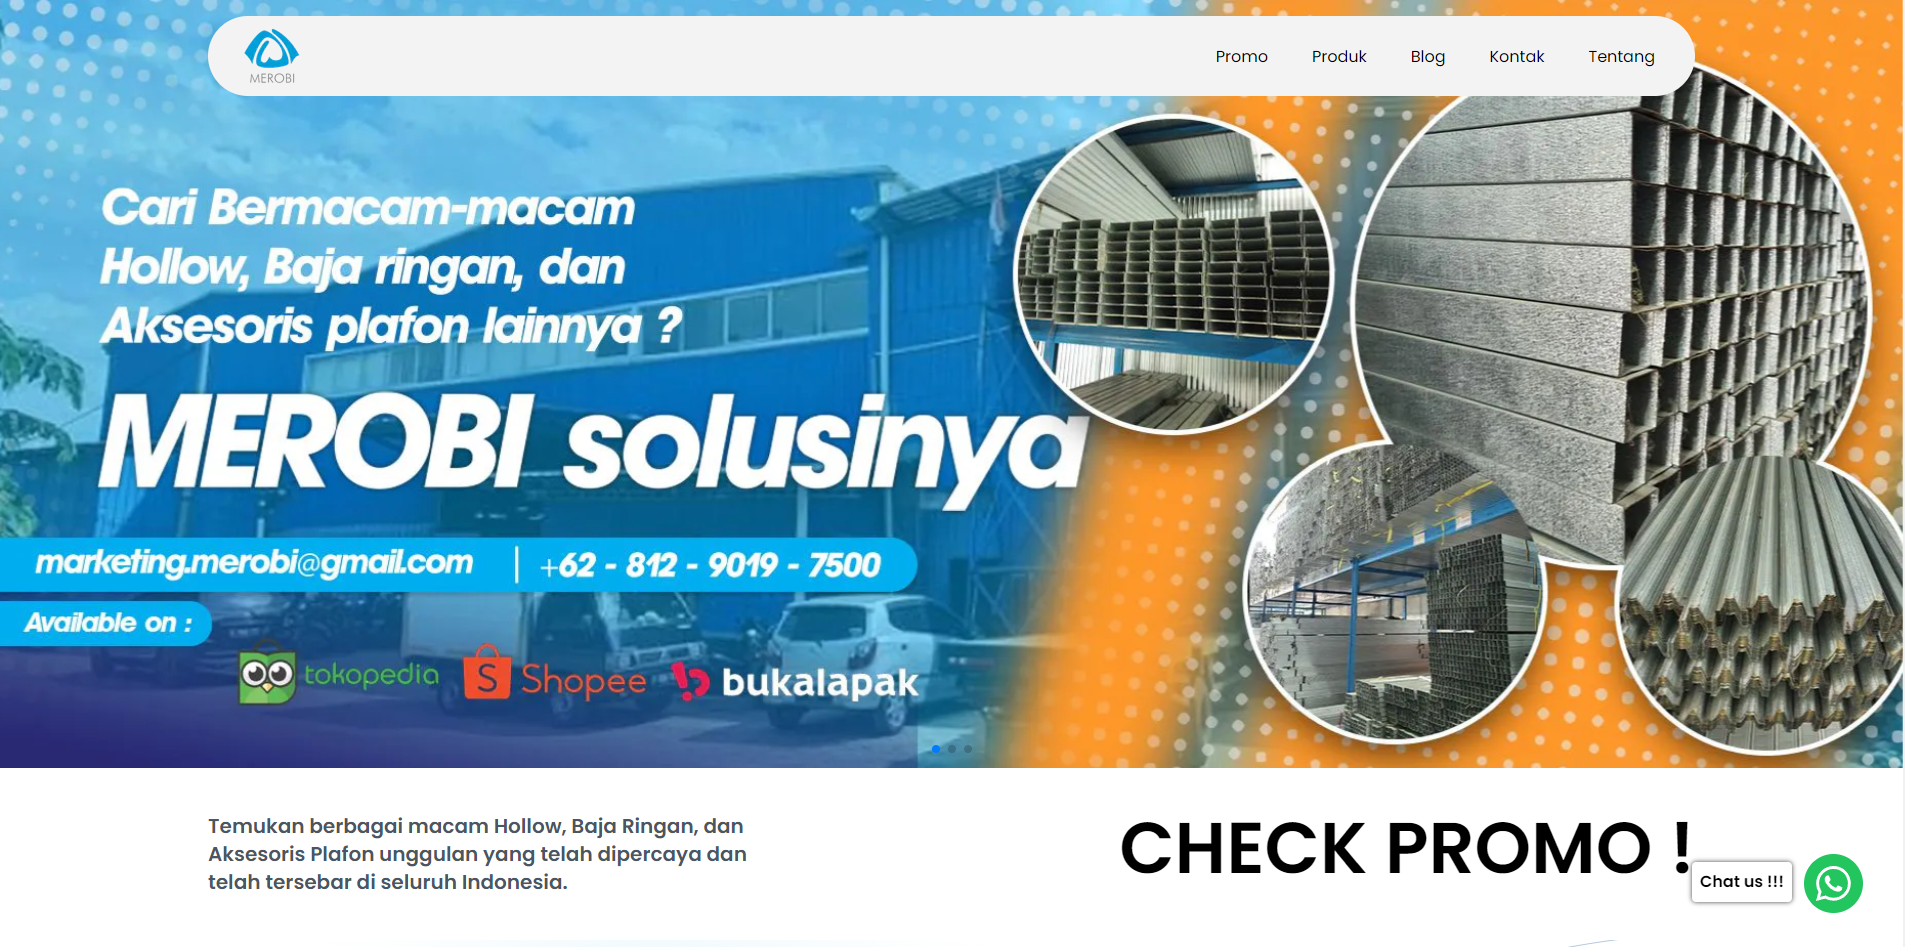 MEROBI
Promo Produk Blog Kontak Tentang
Cari Bermacam-macam
Hollow, Baja ringan, dan
Aksesoris plafon lainnya ?
MEROBI solusinya
marketing.merobi@gmail.com | +62 - 812 - 9019 - 7500
Available on :
tokopedia Shopee bukalapak
Temukan berbagai macam Hollow, Baja Ringan, dan
Aksesoris Plafon unggulan yang telah dipercaya dan
telah tersebar di seluruh Indonesia.
CHECK PROMO !
Chat us !!!